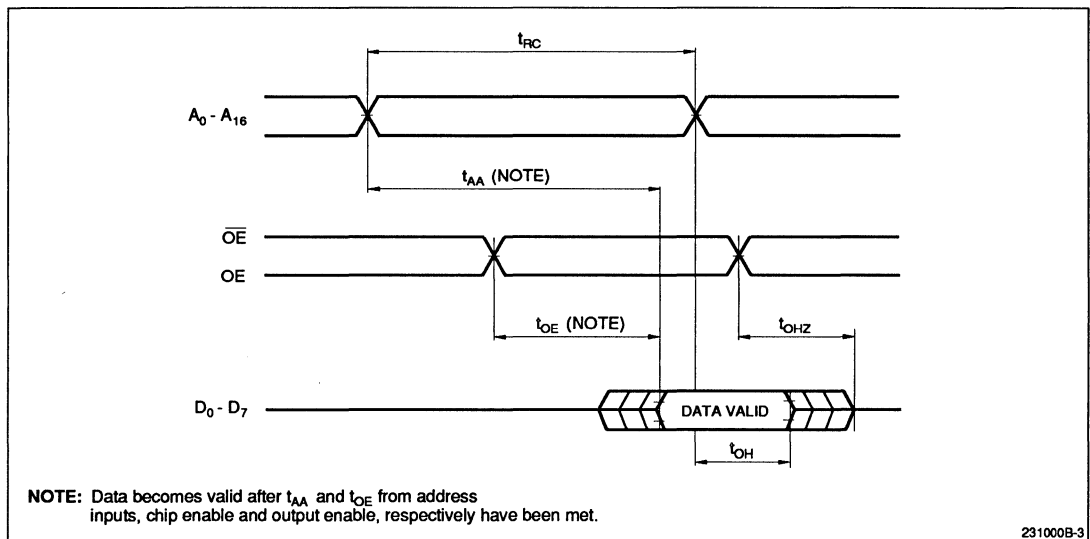 t_RC
A_0 - A_16
t_AA (NOTE)
O̅E̅
OE
t_OE (NOTE)
t_OHZ
D_0 - D_7
DATA VALID
t_OH
NOTE: Data becomes valid after t_AA and t_OE from address
inputs, chip enable and output enable, respectively have been met.
231000B-3